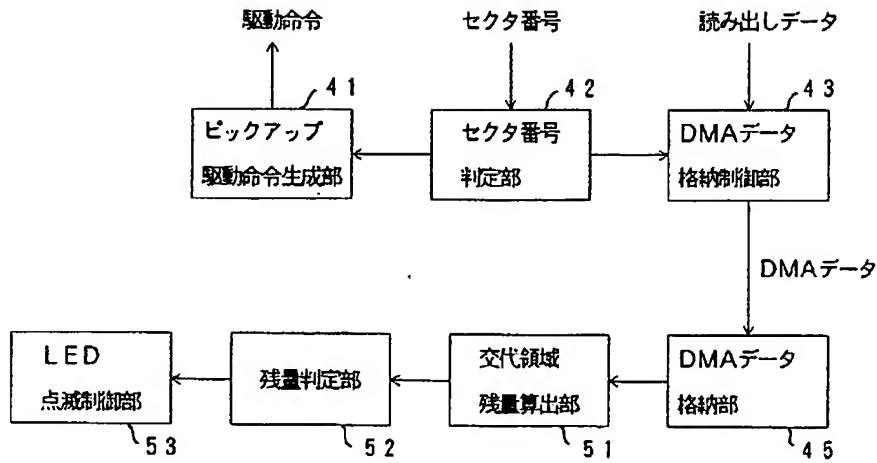 駆動命令
セクタ番号
読み出しデータ
41
42
43
ピックアップ
駆動命令生成部
セクタ番号
判定部
DMAデータ
格納制御部
DMAデータ
LED
点滅制御部
残量判定部
交代領域
残量算出部
DMAデータ
格納部
53
52
51
45